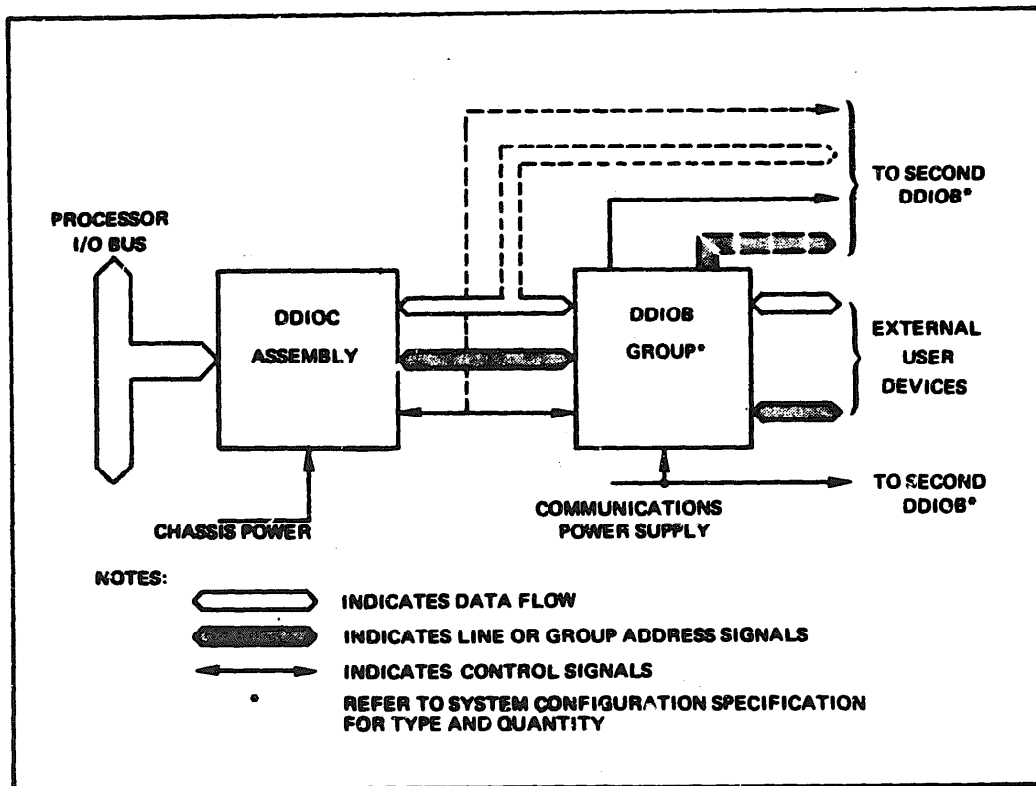 TO SECOND
DDIOB*
PROCESSOR
I/O BUS
DDIOC
ASSEMBLY
DDIOB
GROUP*
EXTERNAL
USER
DEVICES
TO SECOND
DDIOB*
CHASSIS POWER
COMMUNICATIONS
POWER SUPPLY
NOTES:
INDICATES DATA FLOW
INDICATES LINE OR GROUP ADDRESS SIGNALS
INDICATES CONTROL SIGNALS
* REFER TO SYSTEM CONFIGURATION SPECIFICATION
FOR TYPE AND QUANTITY